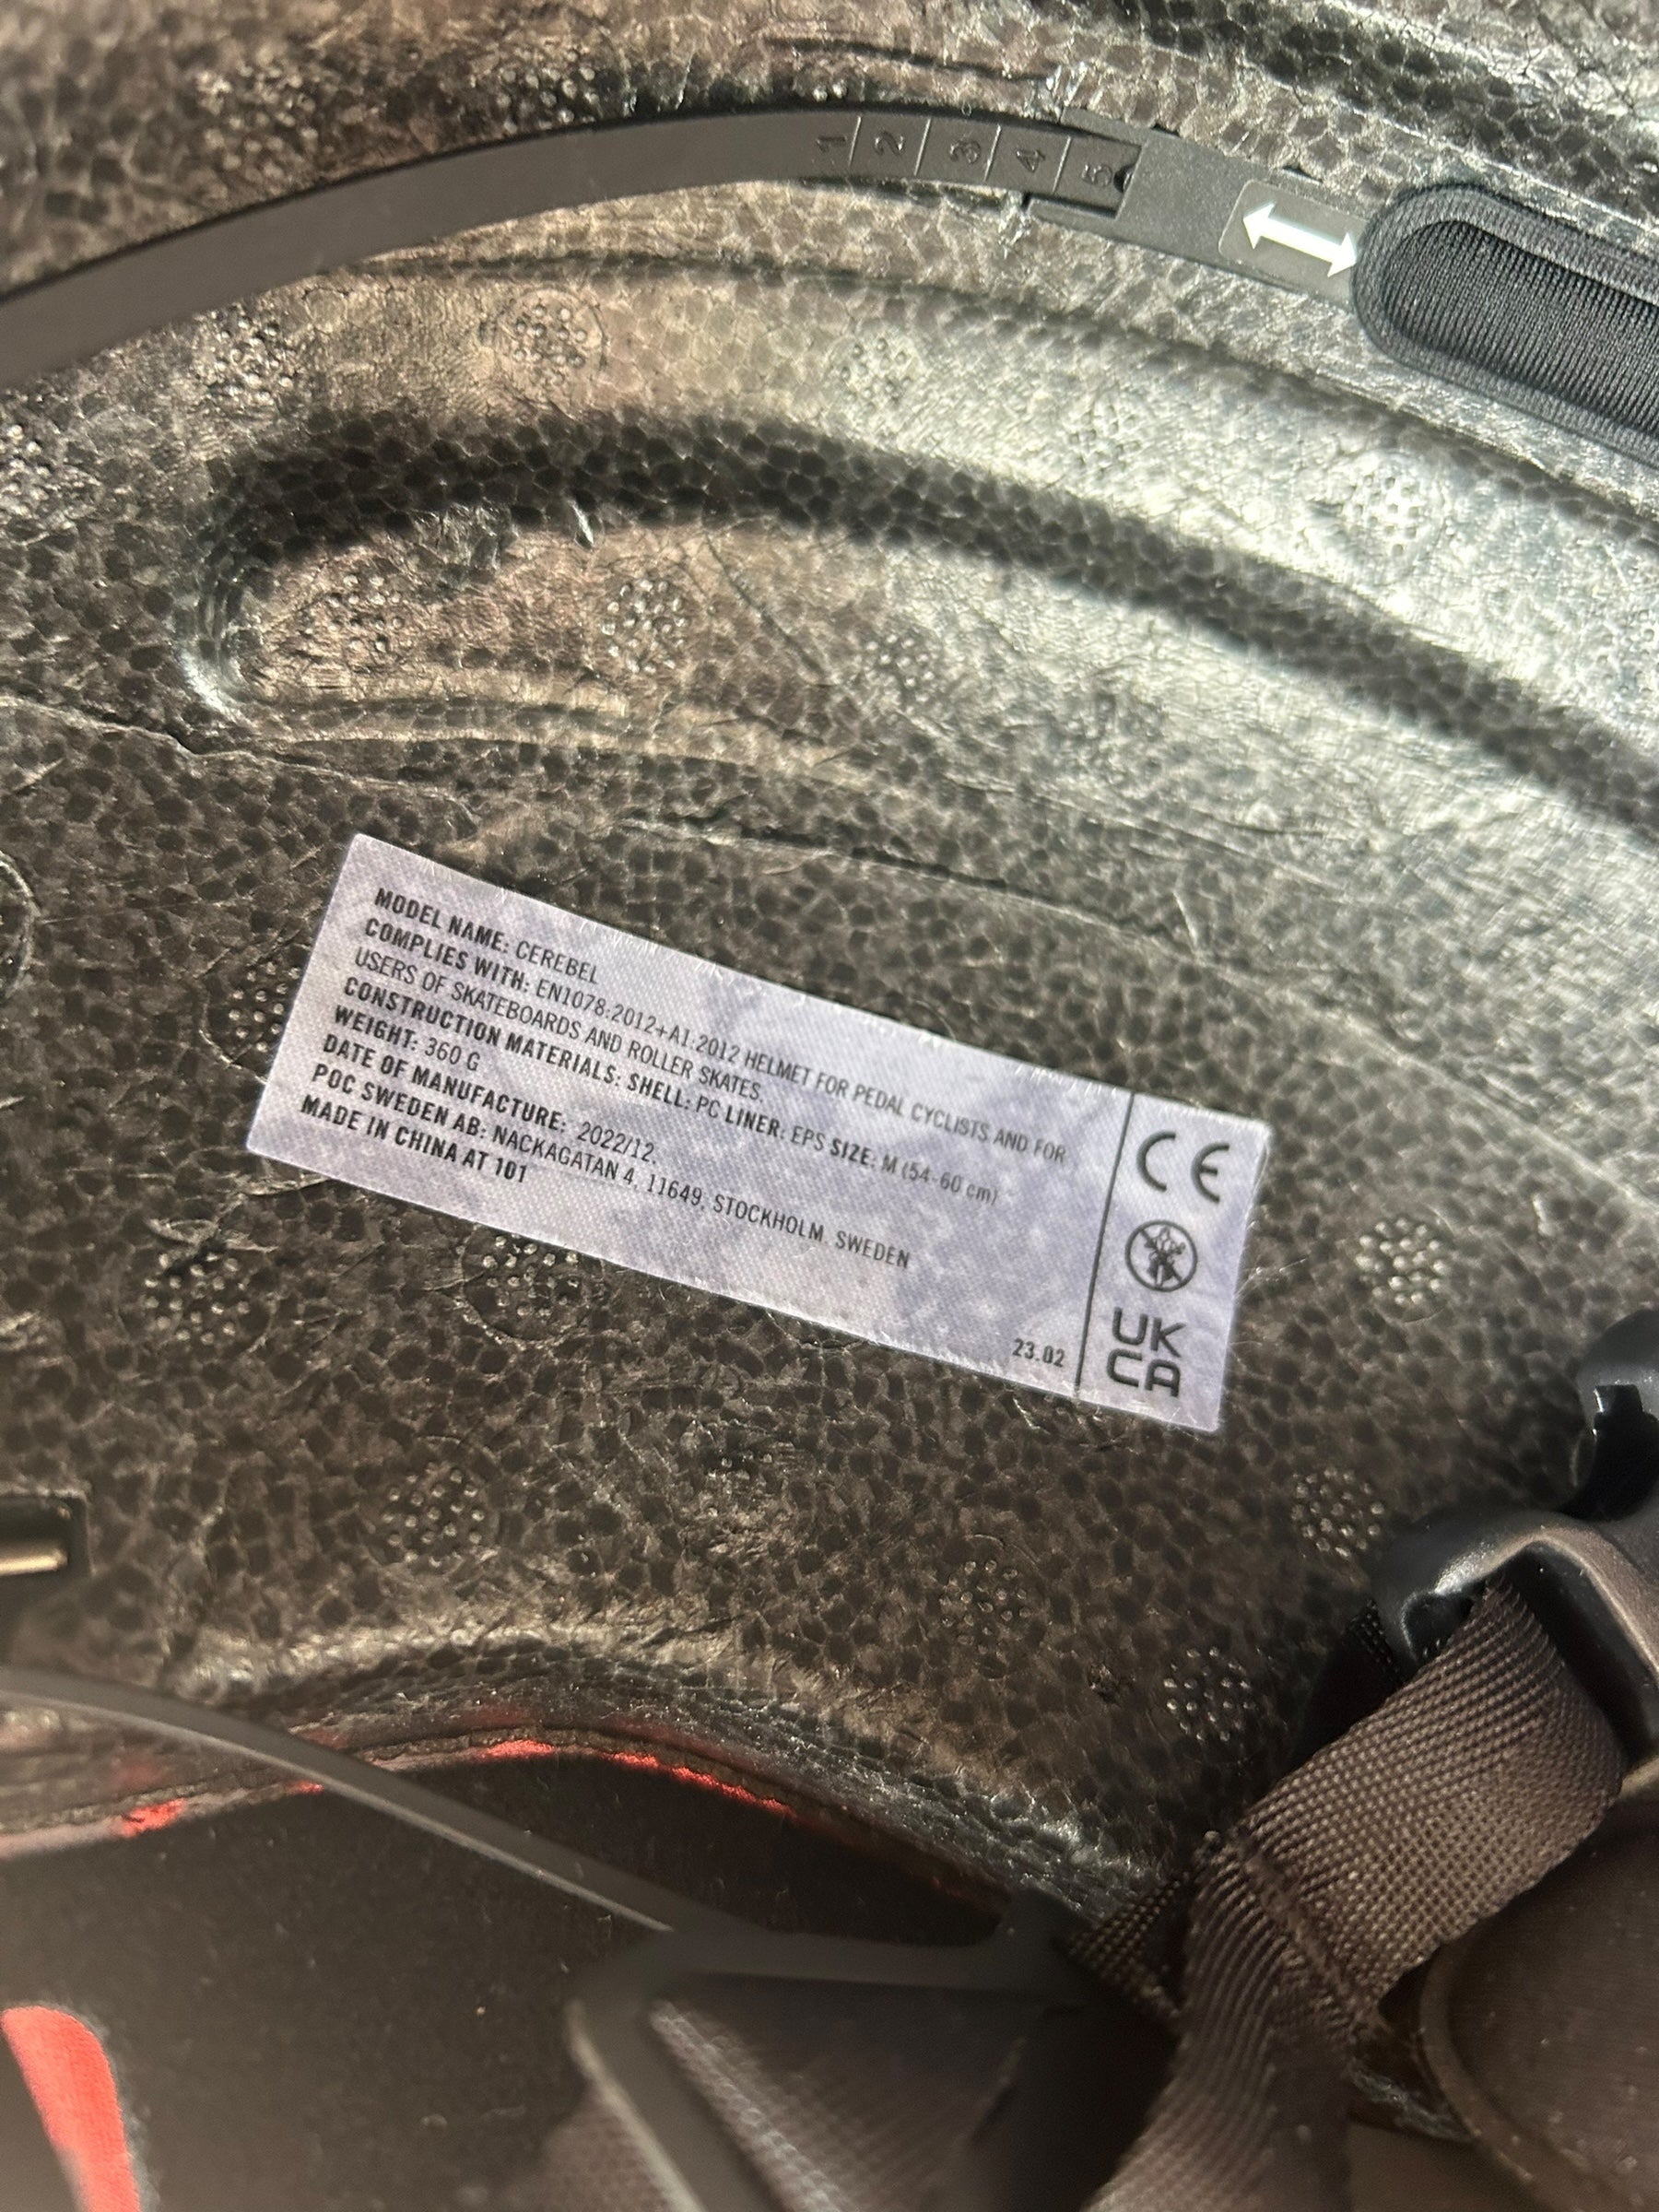 1 2 3 4 5
MODEL NAME: CEREBEL
COMPLIES WITH: EN1078:2012+A1:2012 HELMET FOR PEDAL CYCLISTS AND FOR
USERS OF SKATEBOARDS AND ROLLER SKATES.
CONSTRUCTION MATERIALS: SHELL: PC LINER: EPS SIZE: M (54-60 cm)
WEIGHT: 360 G
DATE OF MANUFACTURE: 2022/12.
POC SWEDEN AB: NACKAGATAN 4, 11649, STOCKHOLM, SWEDEN
MADE IN CHINA AT 101
23.02
CE
UK
CA